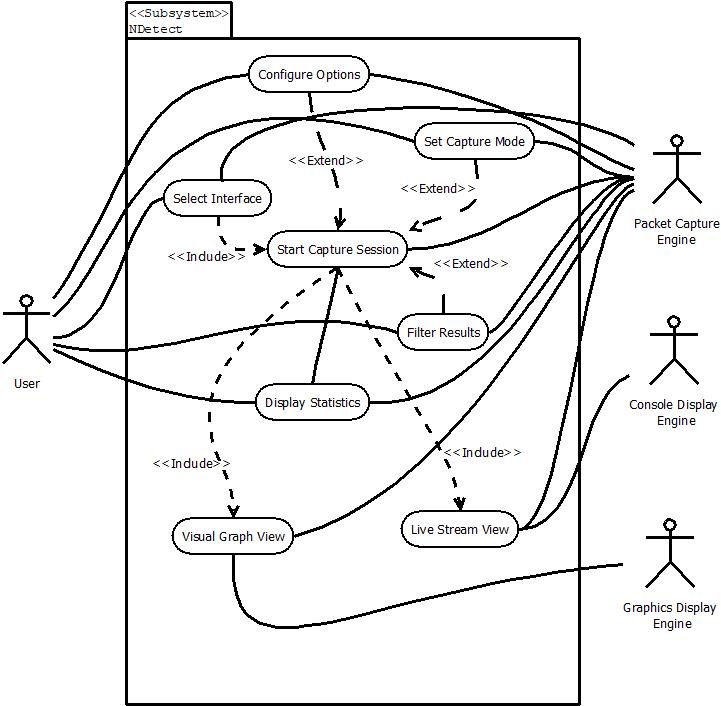 <<Subsystem>>
NDetect
Configure Options
Set Capture Mode
<<Extend>>
<<Extend>>
Select Interface
Packet Capture
Engine
<<Include>>
Start Capture Session
<<Extend>>
Filter Results
User
Display Statistics
Console Display
Engine
<<Include>>
<<Include>>
Visual Graph View
Live Stream View
Graphics Display
Engine